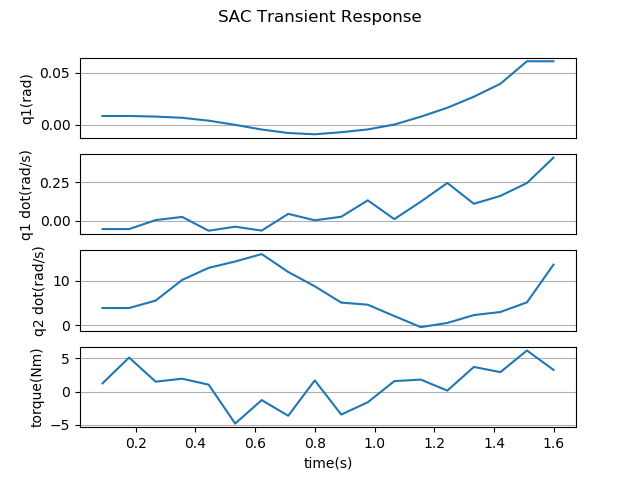 SAC Transient Response
q1(rad)
0.05
0.00
q1 dot(rad/s)
0.25
0.00
q2 dot(rad/s)
10
0
torque(Nm)
5
0
−5
0.2 0.4 0.6 0.8 1.0 1.2 1.4 1.6
time(s)